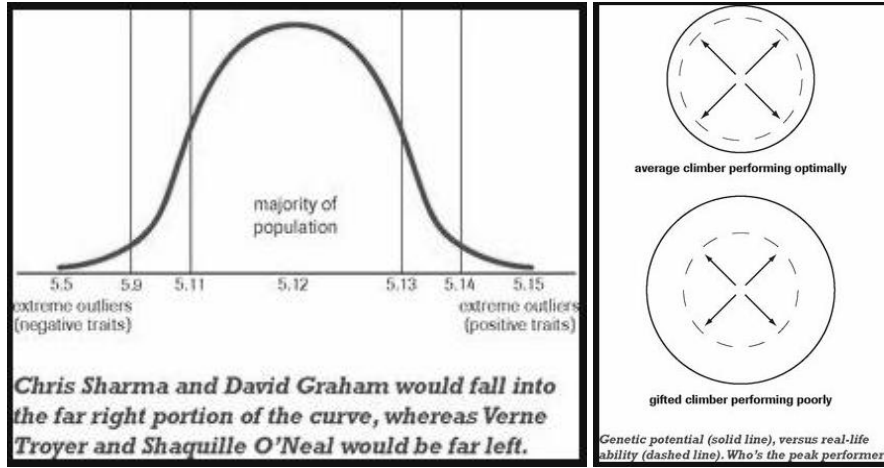 majority of
population
5.5 5.9 5.11 5.12 5.13 5.14 5.15
extreme outliers
(negative traits)
extreme outliers
(positive traits)
Chris Sharma and David Graham would fall into
the far right portion of the curve, whereas Verne
Troyer and Shaquille O'Neal would be far left.
average climber performing optimally
gifted climber performing poorly
Genetic potential (solid line), versus real-life
ability (dashed line). Who's the peak performer